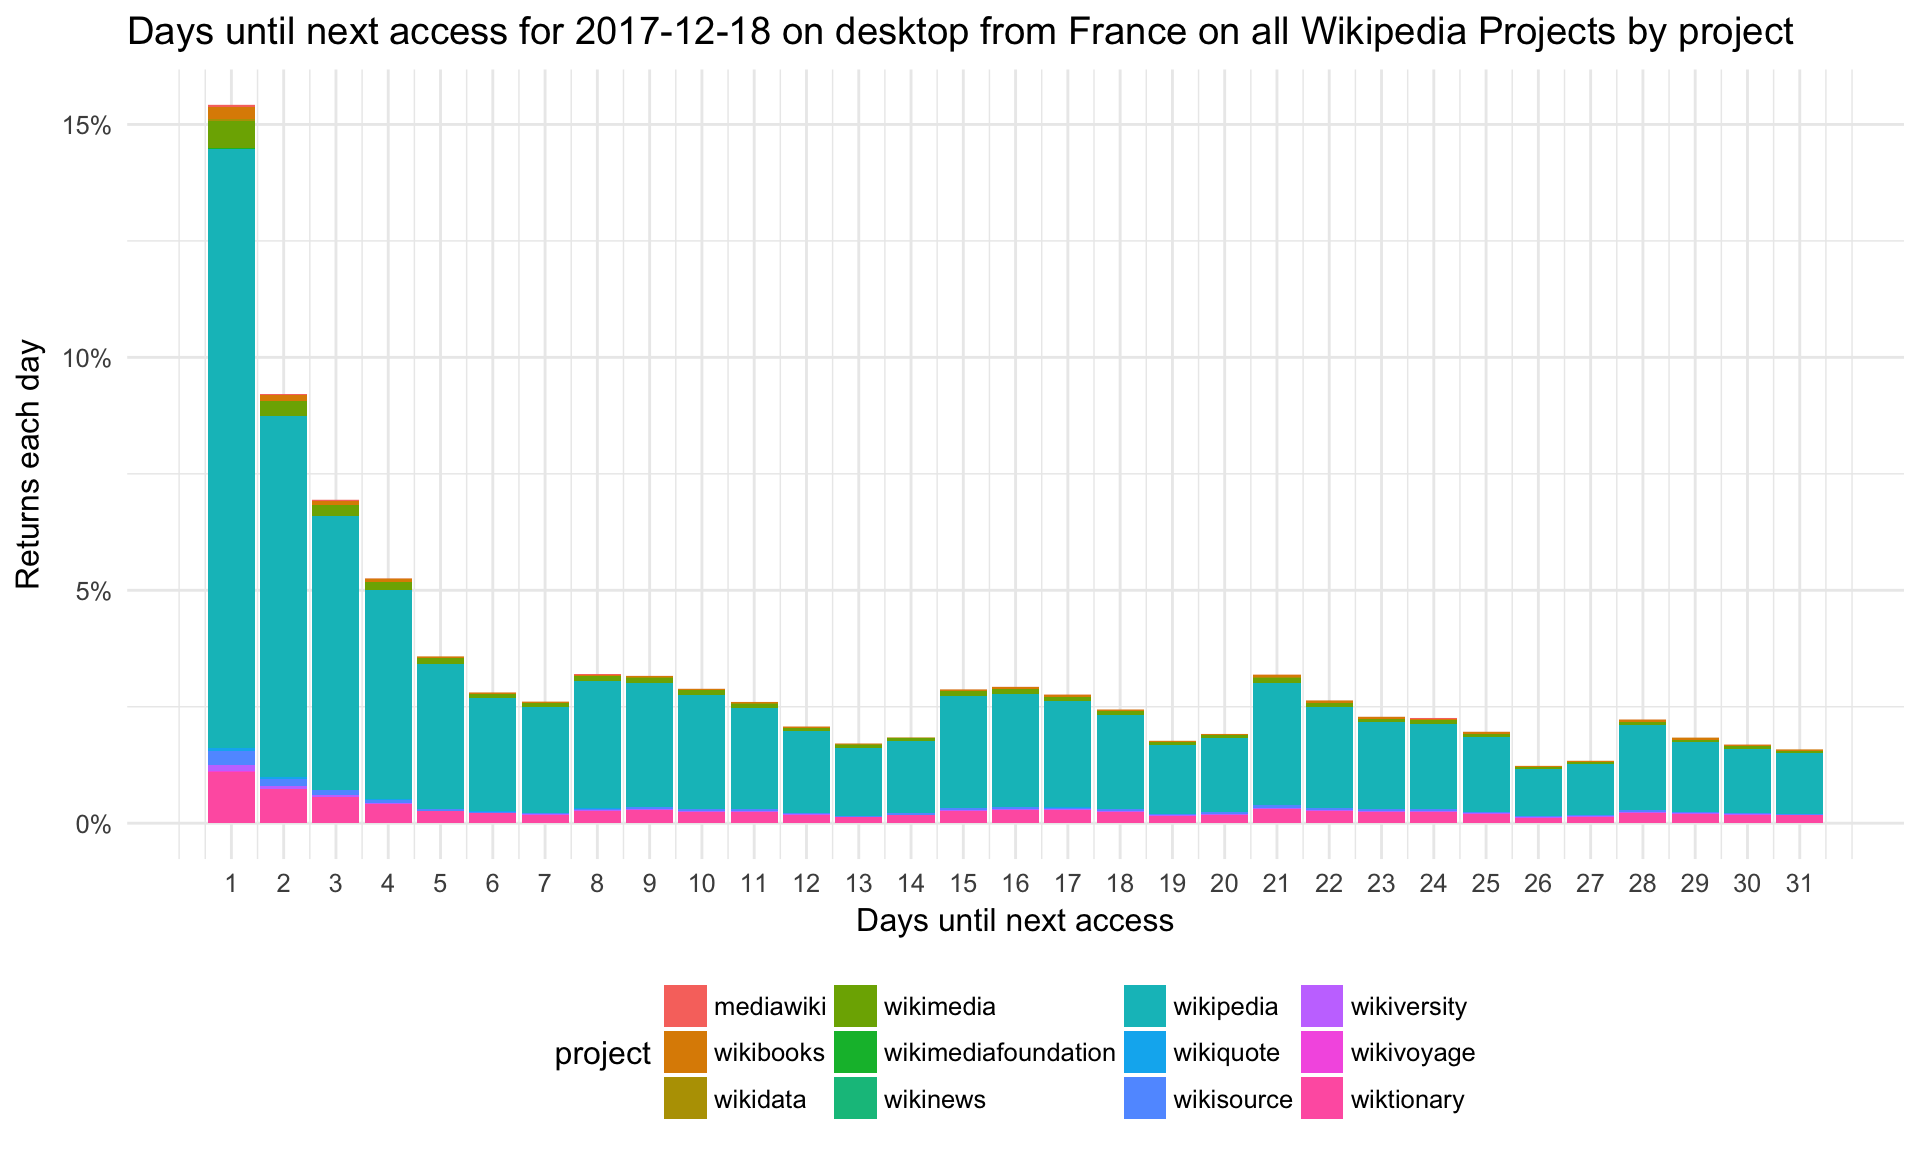 Days until next access for 2017-12-18 on desktop from France on all Wikipedia Projects by project
Returns each day
15%
10%
5%
0%
1 2 3 4 5 6 7 8 9 10 11 12 13 14 15 16 17 18 19 20 21 22 23 24 25 26 27 28 29 30 31
Days until next access
project
mediawiki wikimedia wikipedia wikiversity
wikibooks wikimediafoundation wikiquote wikivoyage
wikidata wikinews wikisource wiktionary